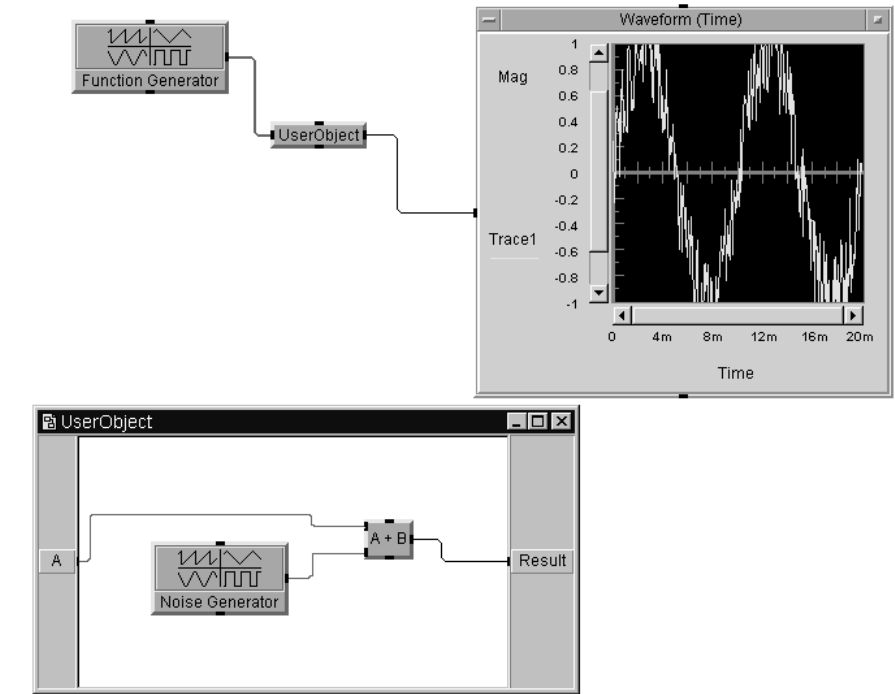 Function Generator
UserObject
Waveform (Time)
Mag
1
0.8
0.6
0.4
0.2
0
-0.2
-0.4
-0.6
-0.8
-1
Trace1
0 4m 8m 12m 16m 20m
Time
UserObject
A
A + B
Noise Generator
Result